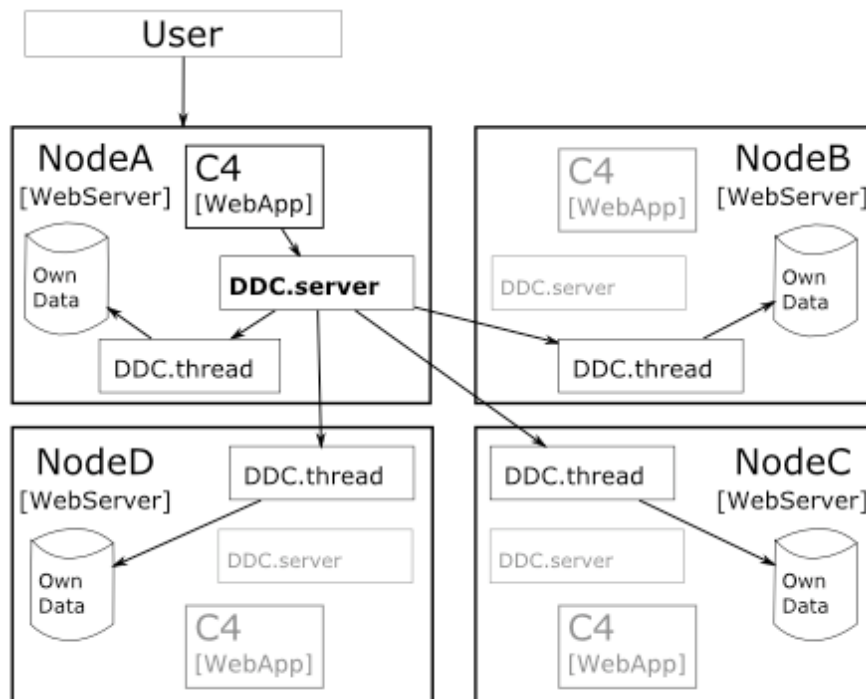 User
NodeA
[WebServer]
C4
[WebApp]
Own
Data
DDC.server
DDC.thread
C4
[WebApp]
NodeB
[WebServer]
DDC.server
Own
Data
DDC.thread
NodeD
[WebServer]
DDC.thread
Own
Data
DDC.server
C4
[WebApp]
DDC.thread
NodeC
[WebServer]
DDC.server
Own
Data
C4
[WebApp]